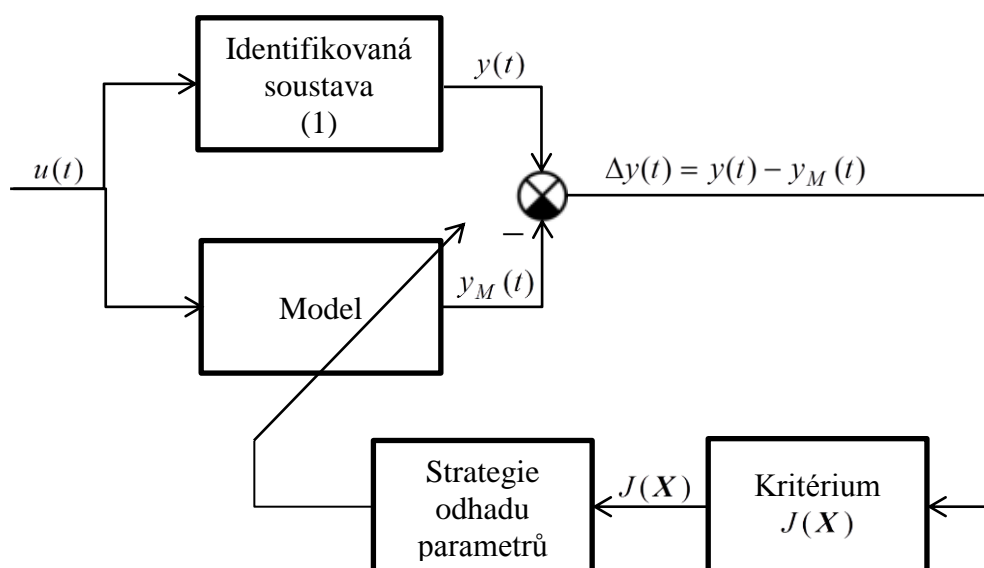 Identifikovaná
soustava
(1)
y(t)
u(t)
Δy(t) = y(t) − y_M(t)
−
Model
y_M(t)
Strategie
odhadu
parametrů
J(X)
Kritérium
J(X)